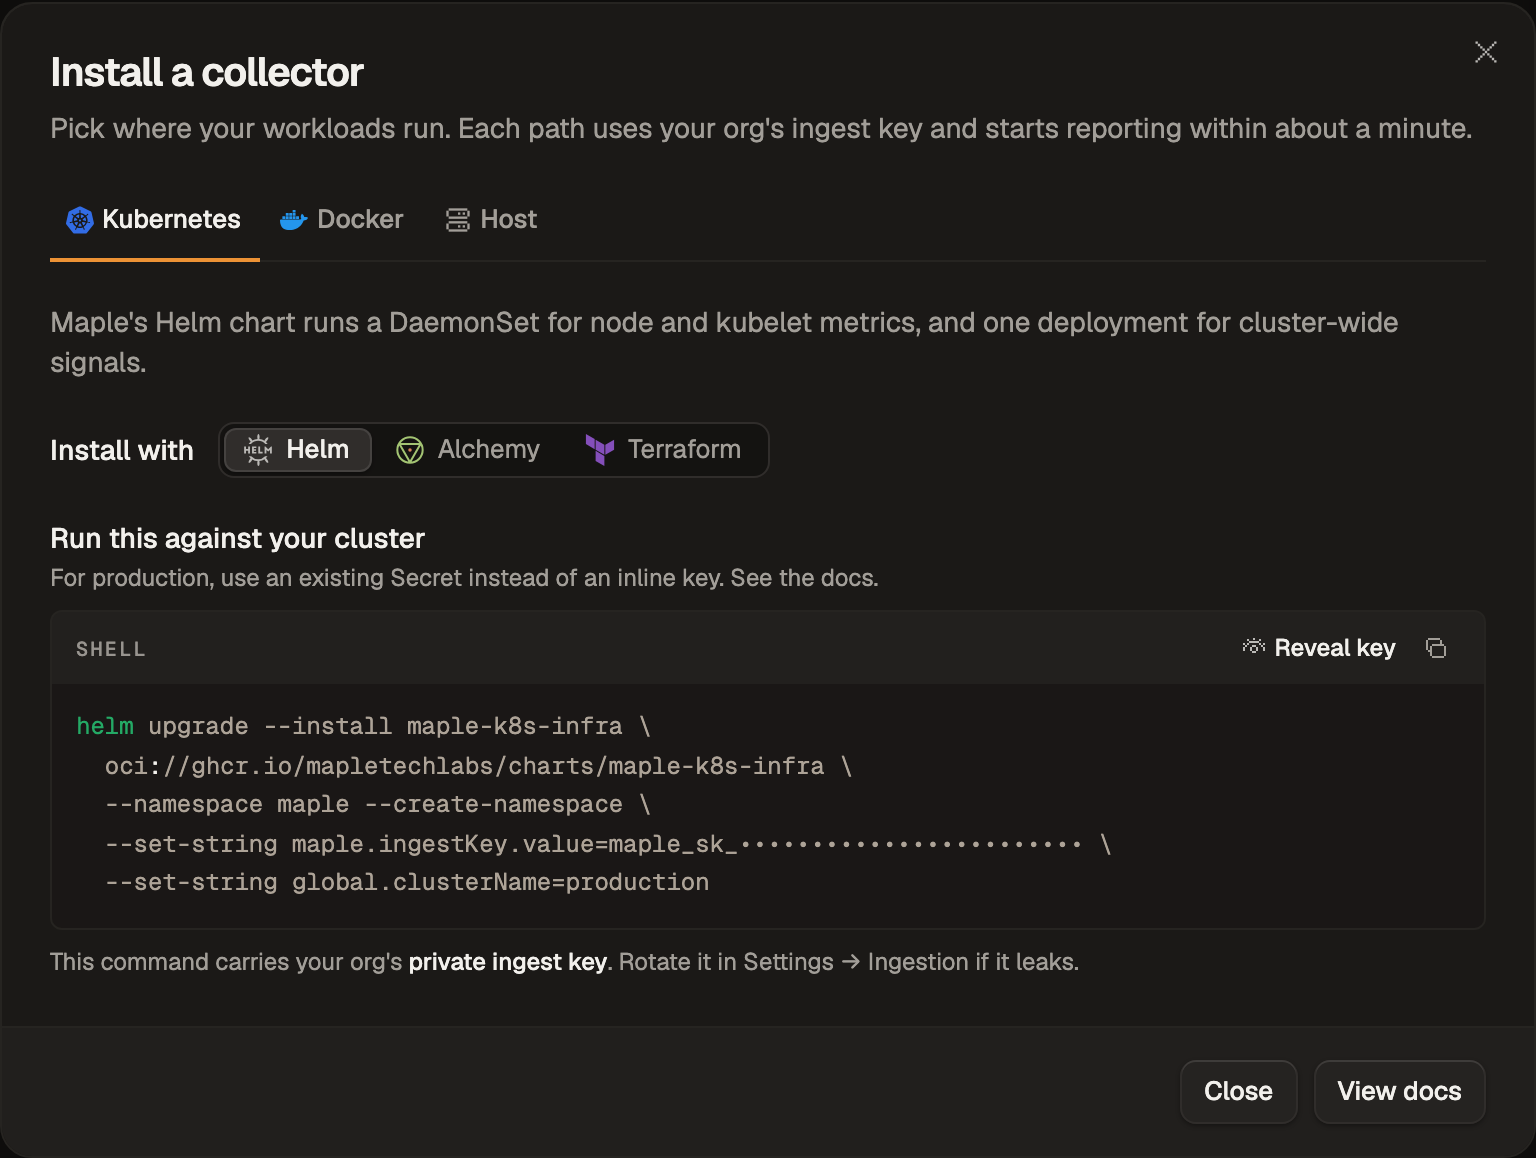 Install a collector
Pick where your workloads run. Each path uses your org's ingest key and starts reporting within about a minute.
Kubernetes Docker Host
Maple's Helm chart runs a DaemonSet for node and kubelet metrics, and one deployment for cluster-wide
signals.
Install with HELM Helm Alchemy Terraform
Run this against your cluster
For production, use an existing Secret instead of an inline key. See the docs.
SHELL Reveal key
helm upgrade --install maple-k8s-infra \
  oci://ghcr.io/mapletechlabs/charts/maple-k8s-infra \
  --namespace maple --create-namespace \
  --set-string maple.ingestKey.value=maple_sk_•••••••••••••••••••••••• \
  --set-string global.clusterName=production
This command carries your org's private ingest key. Rotate it in Settings → Ingestion if it leaks.
Close View docs